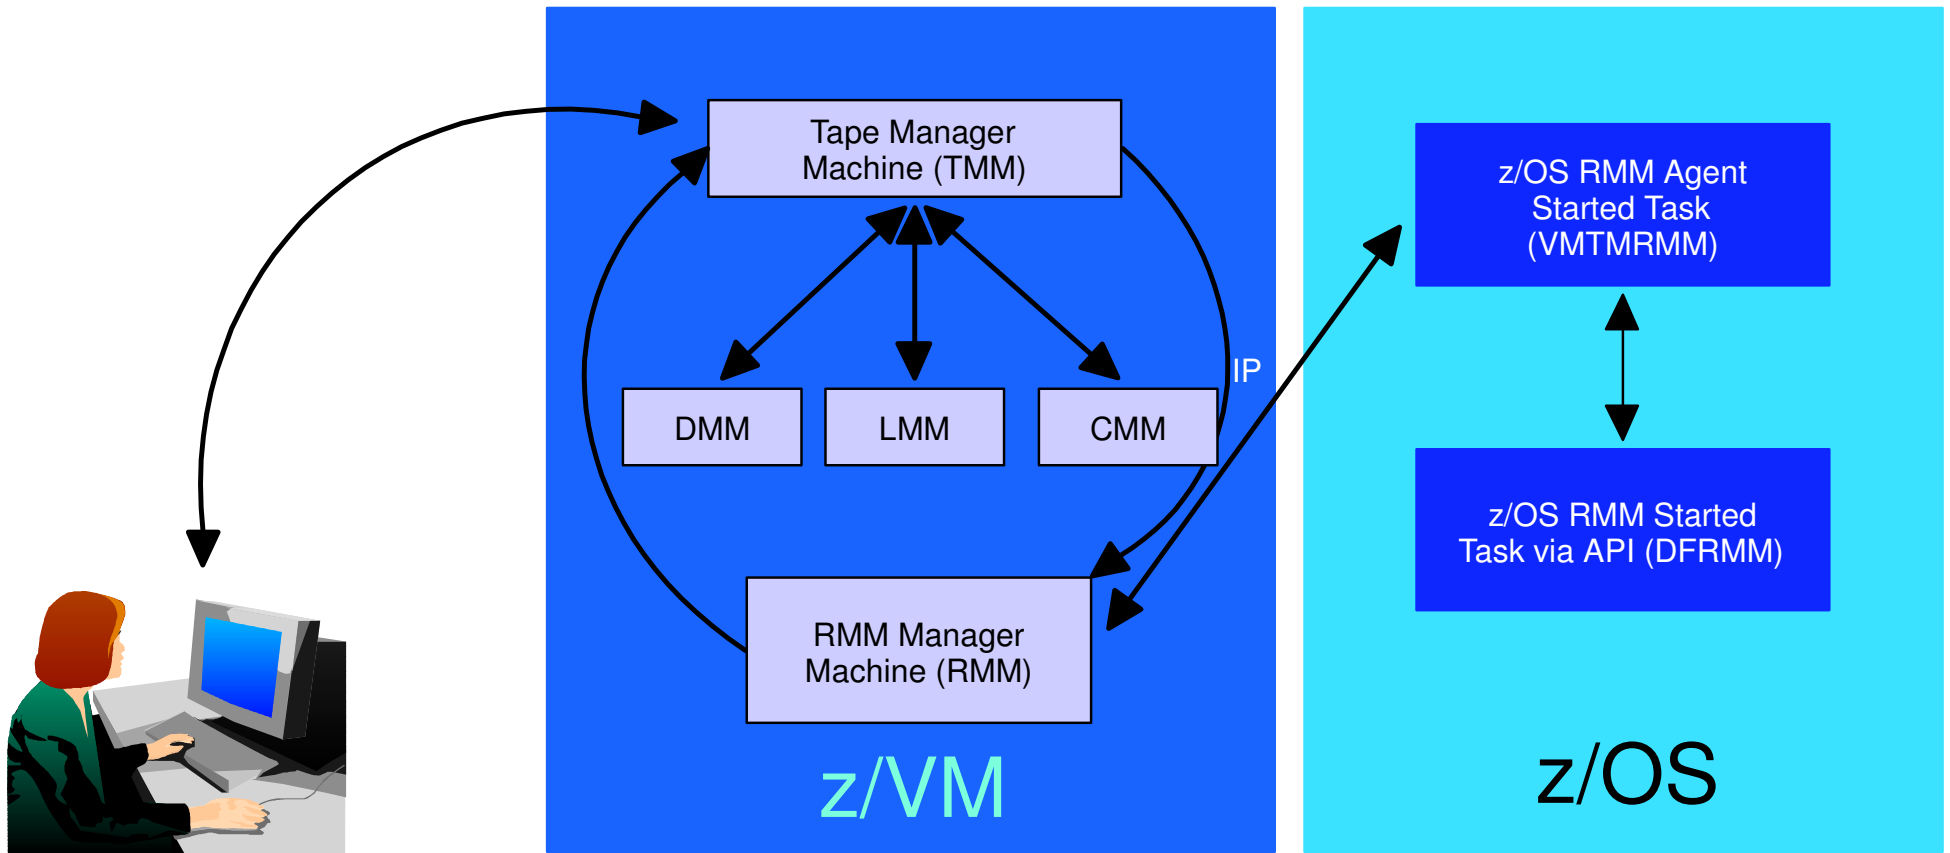 Tape Manager
Machine (TMM)
IP
DMM
LMM
CMM
RMM Manager
Machine (RMM)
z/VM
z/OS RMM Agent
Started Task
(VMTMRMM)
z/OS RMM Started
Task via API (DFRMM)
z/OS